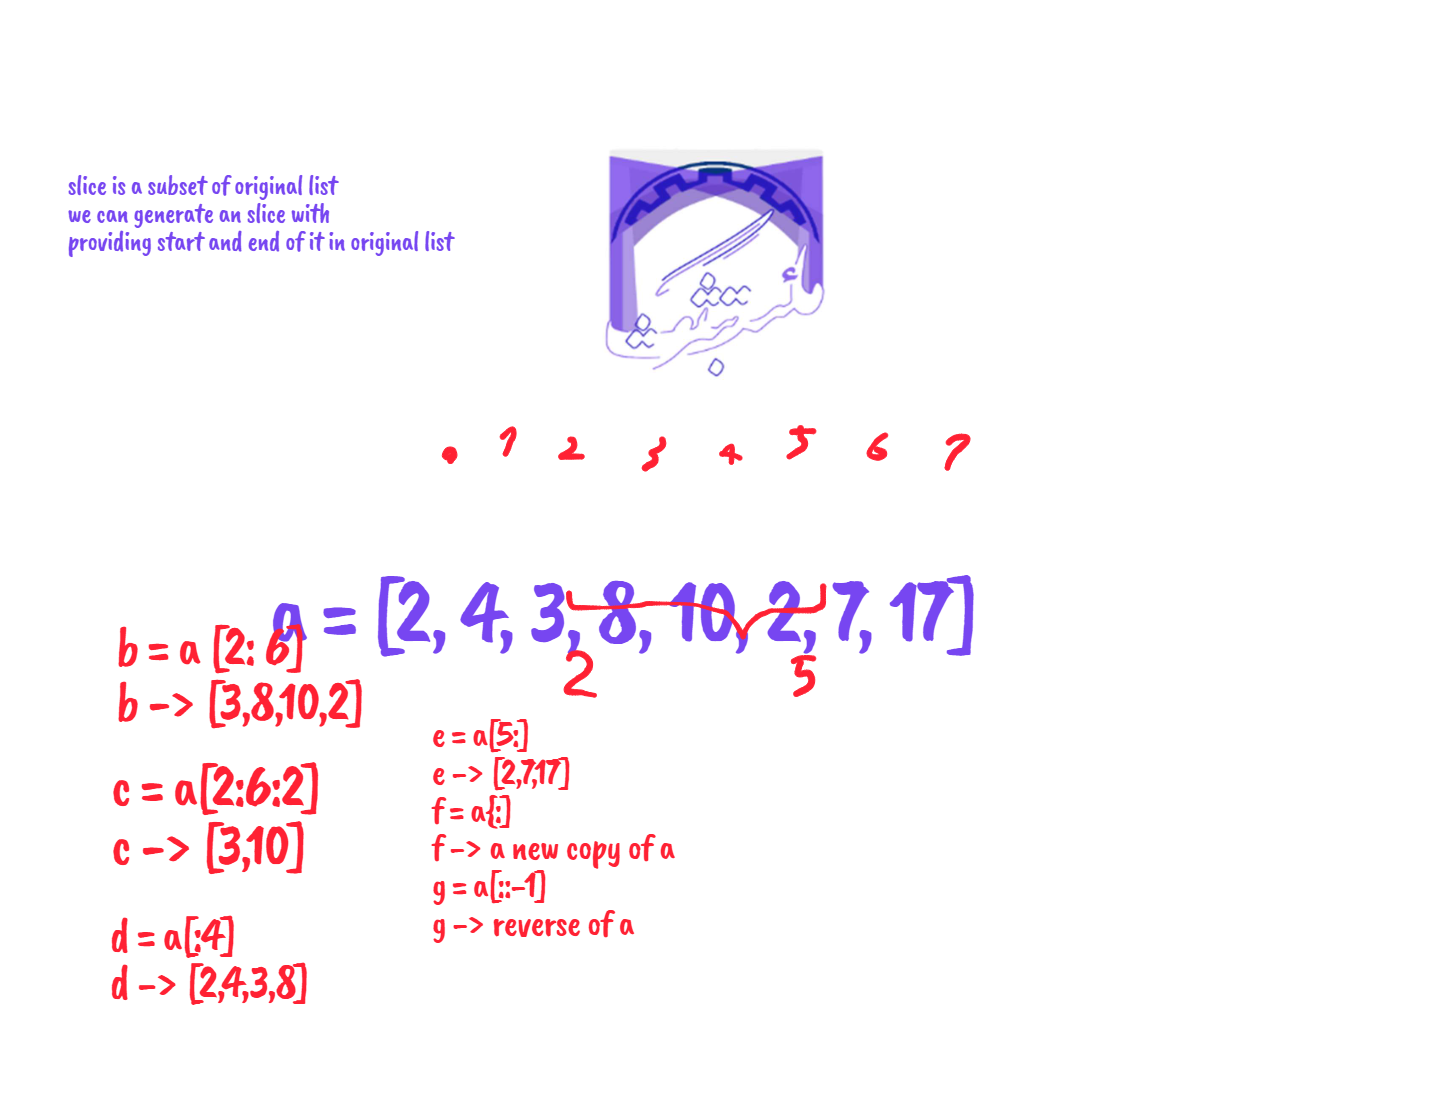 slice is a subset of original list
we can generate an slice with
providing start and end of it in original list
1 2 3 4 5 6 7
a = [2, 4, 3, 8, 10, 2, 7, 17]
2 5
b = a [2: 6]
b -> [3,8,10,2]
c = a[2:6:2]
c -> [3,10]
d = a[:4]
d -> [2,4,3,8]
e = a[5:]
e -> [2,7,17]
f = a{:]
f -> a new copy of a
g = a[::-1]
g -> reverse of a